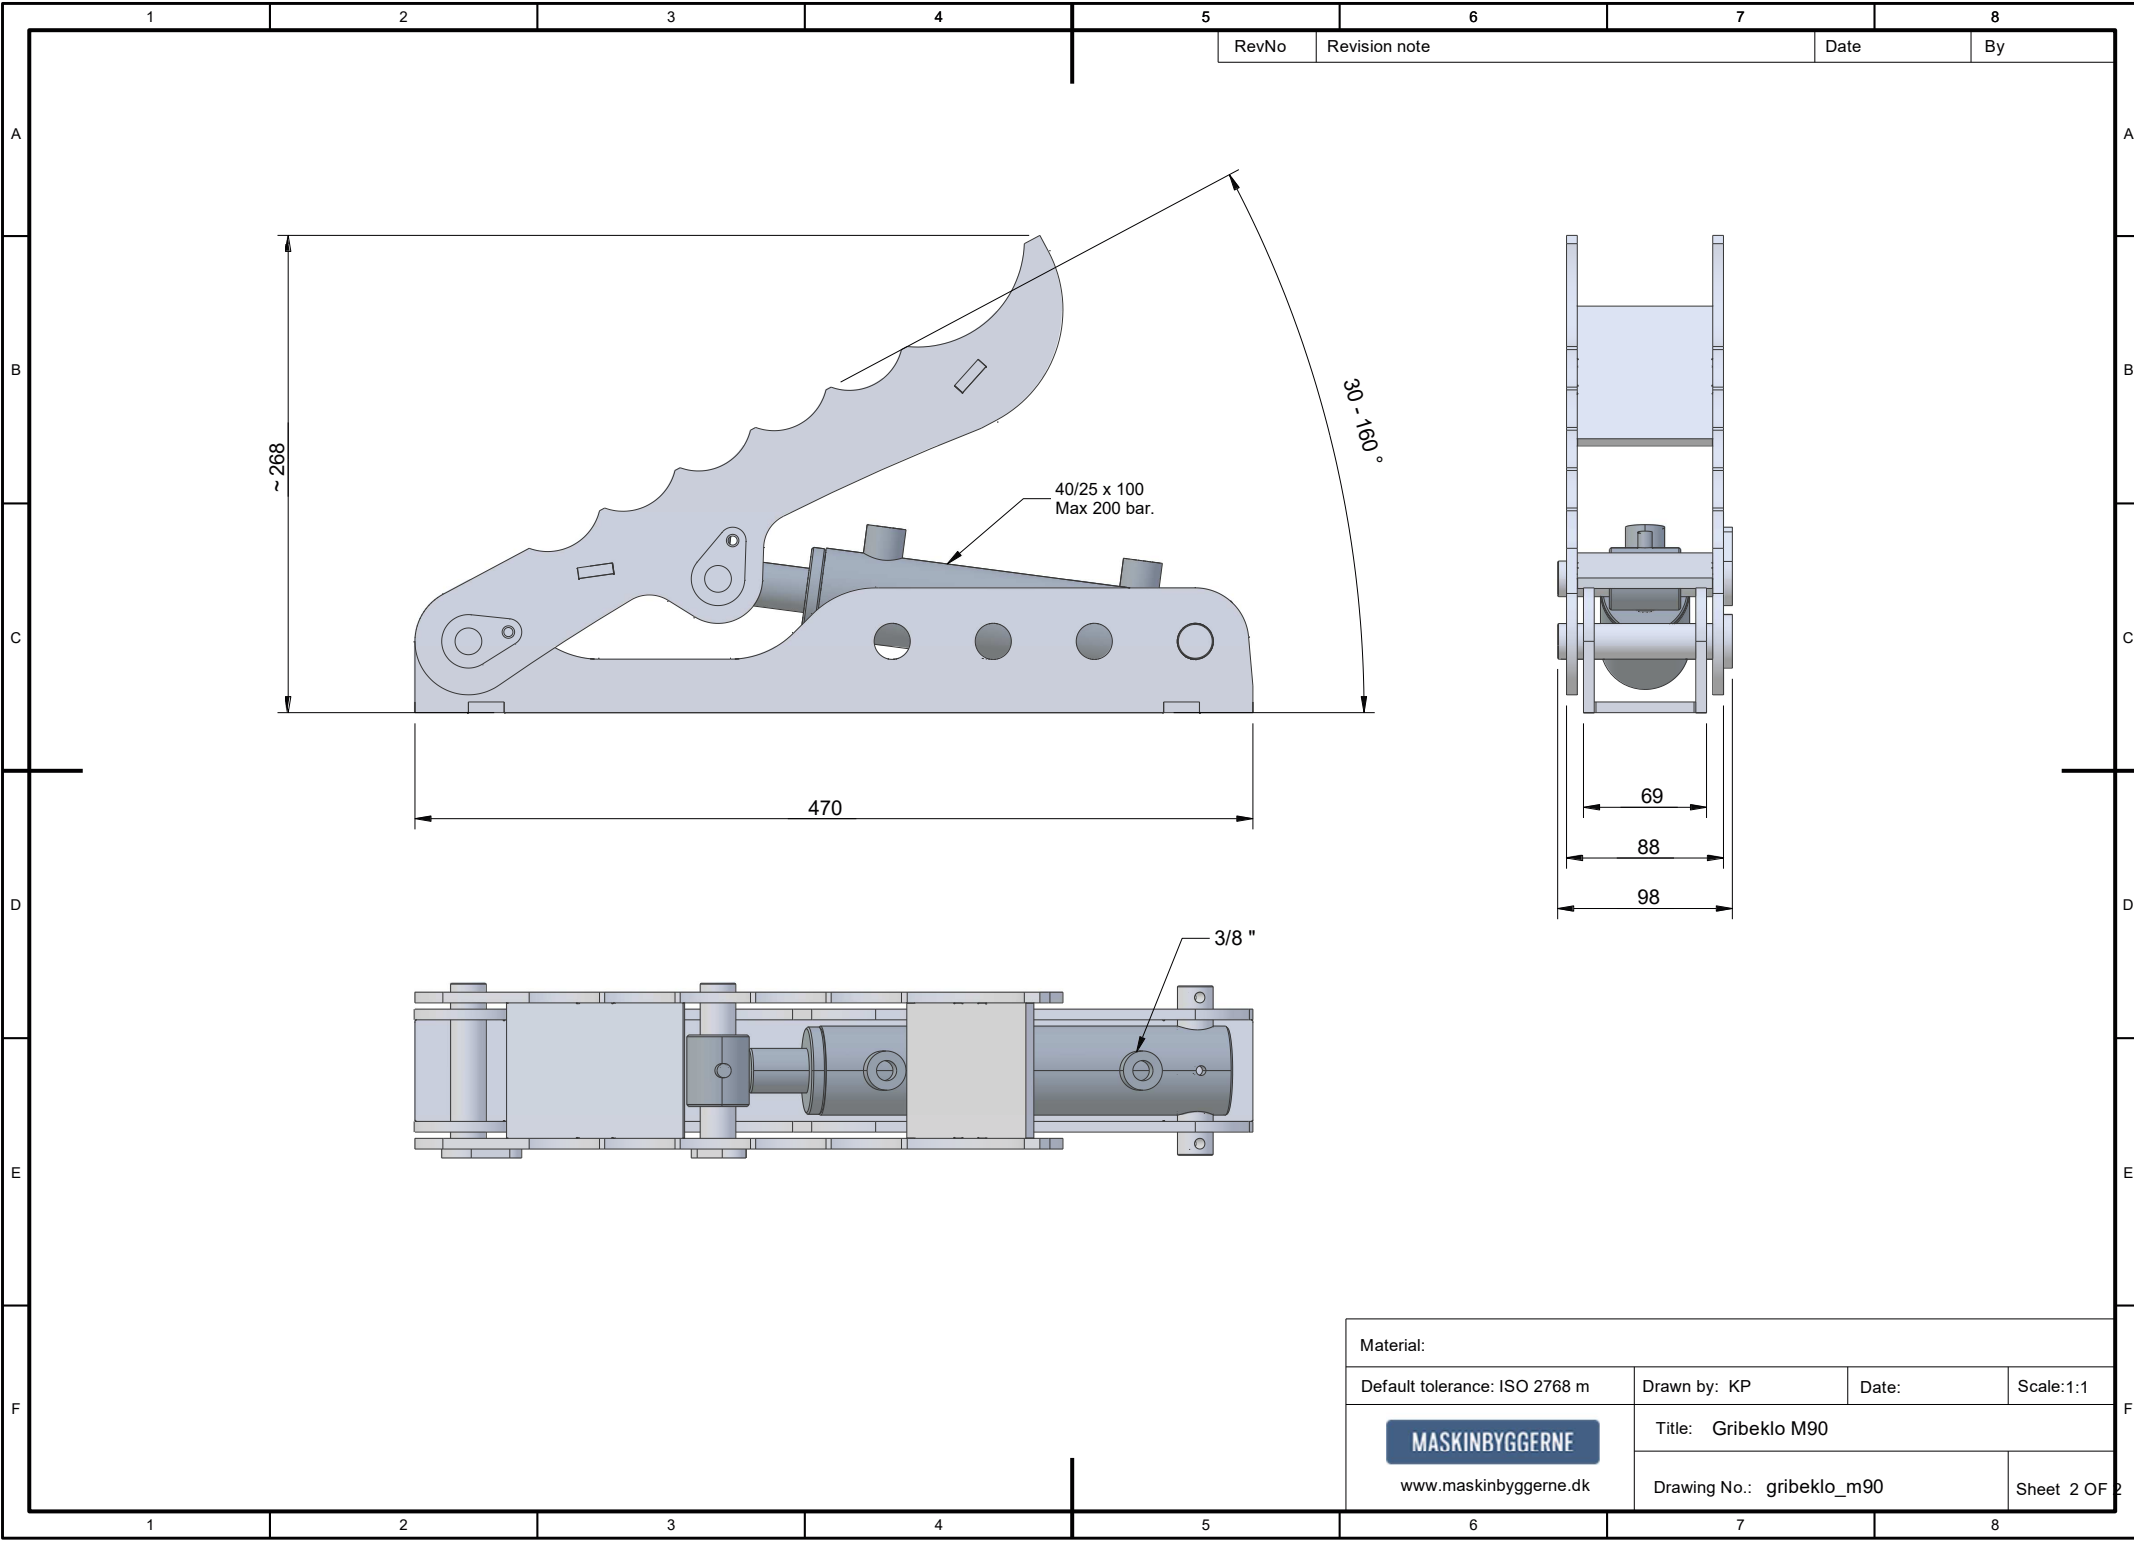 1 2 3 4 5 6 7 8
RevNo Revision note Date By
A A
B B
30 - 160 °
~ 268
40/25 x 100
Max 200 bar.
C C
470
69
88
98
D D
3/8 "
E E
Material:
Default tolerance: ISO 2768 m Drawn by: KP Date: Scale:1:1
F F
Title: Gribeklo M90
MASKINBYGGERNE
www.maskinbyggerne.dk
Drawing No.: gribeklo_m90 Sheet 2 OF 2
1 2 3 4 5 6 7 8